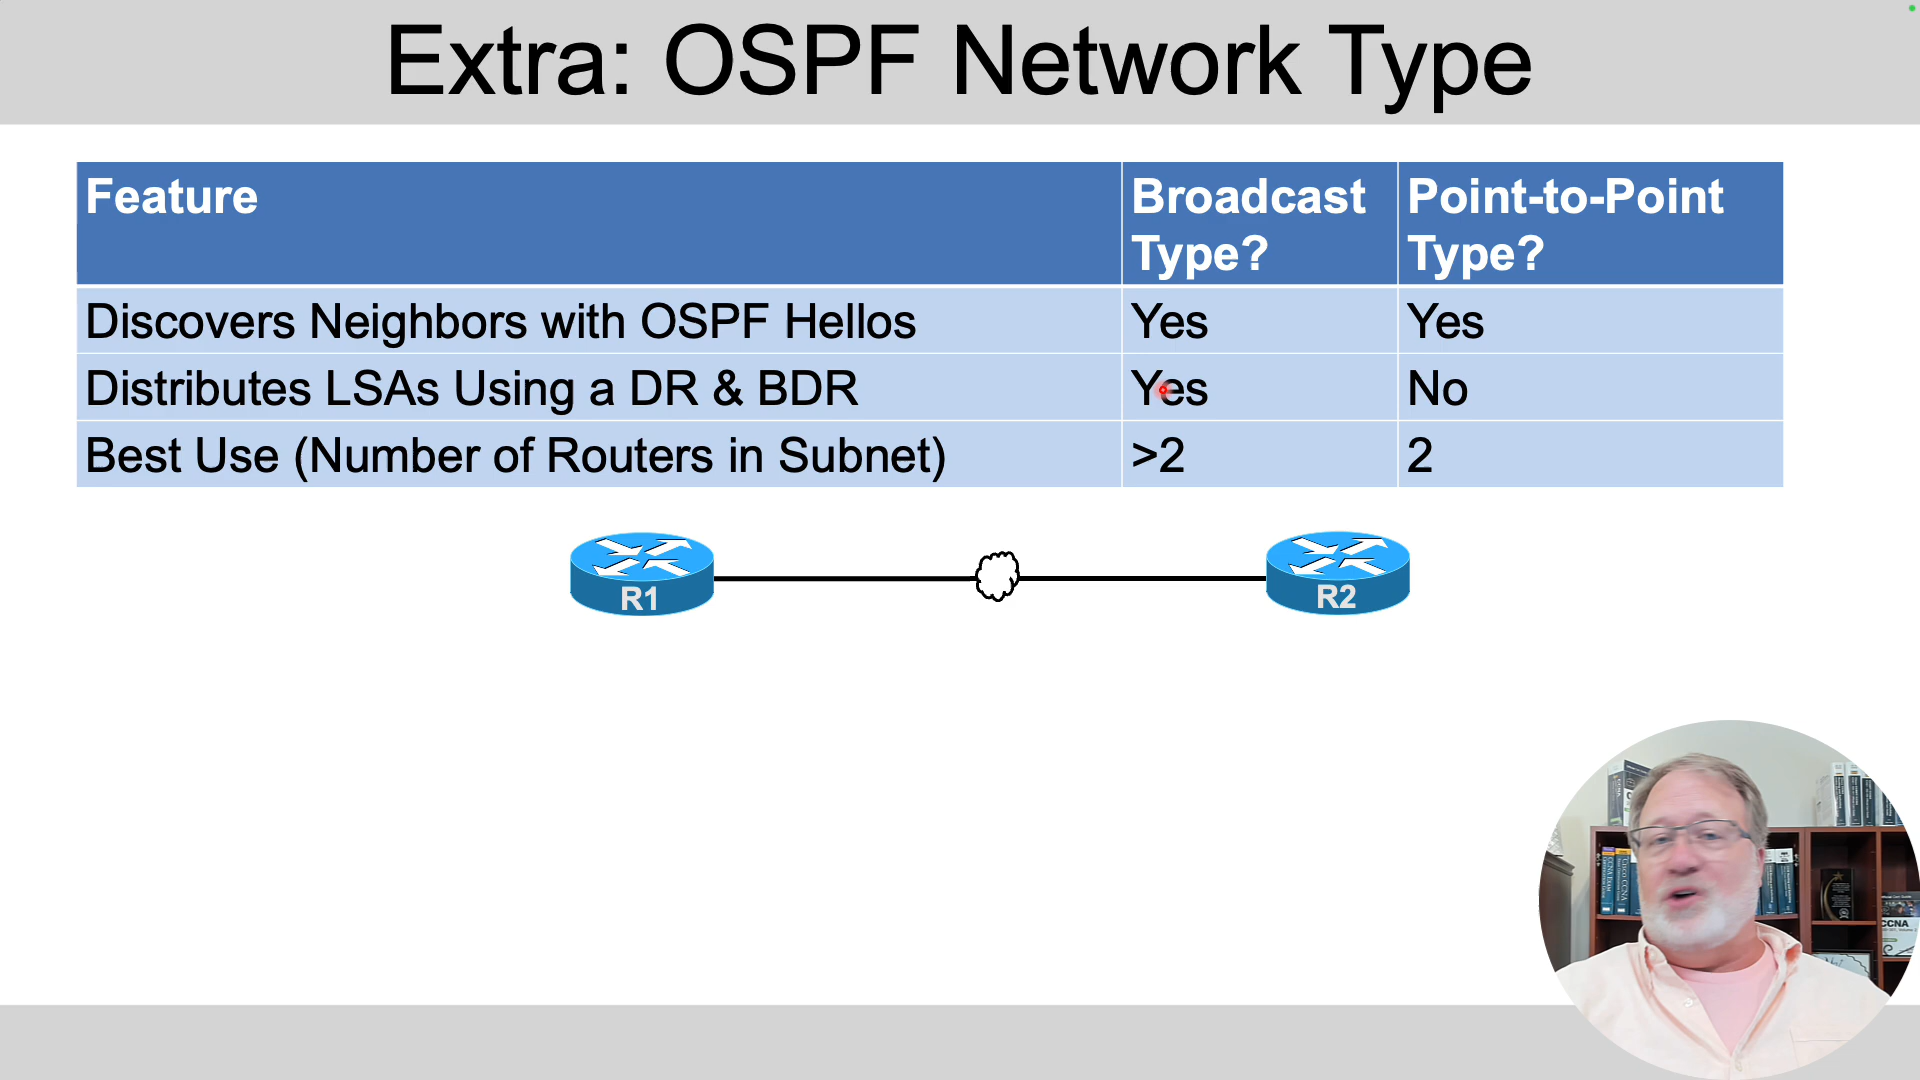 Extra: OSPF Network Type
Feature
Broadcast Type?
Point-to-Point Type?
Discovers Neighbors with OSPF Hellos
Yes
Yes
Distributes LSAs Using a DR & BDR
Yes
No
Best Use (Number of Routers in Subnet)
>2
2
R1
R2
CCNA